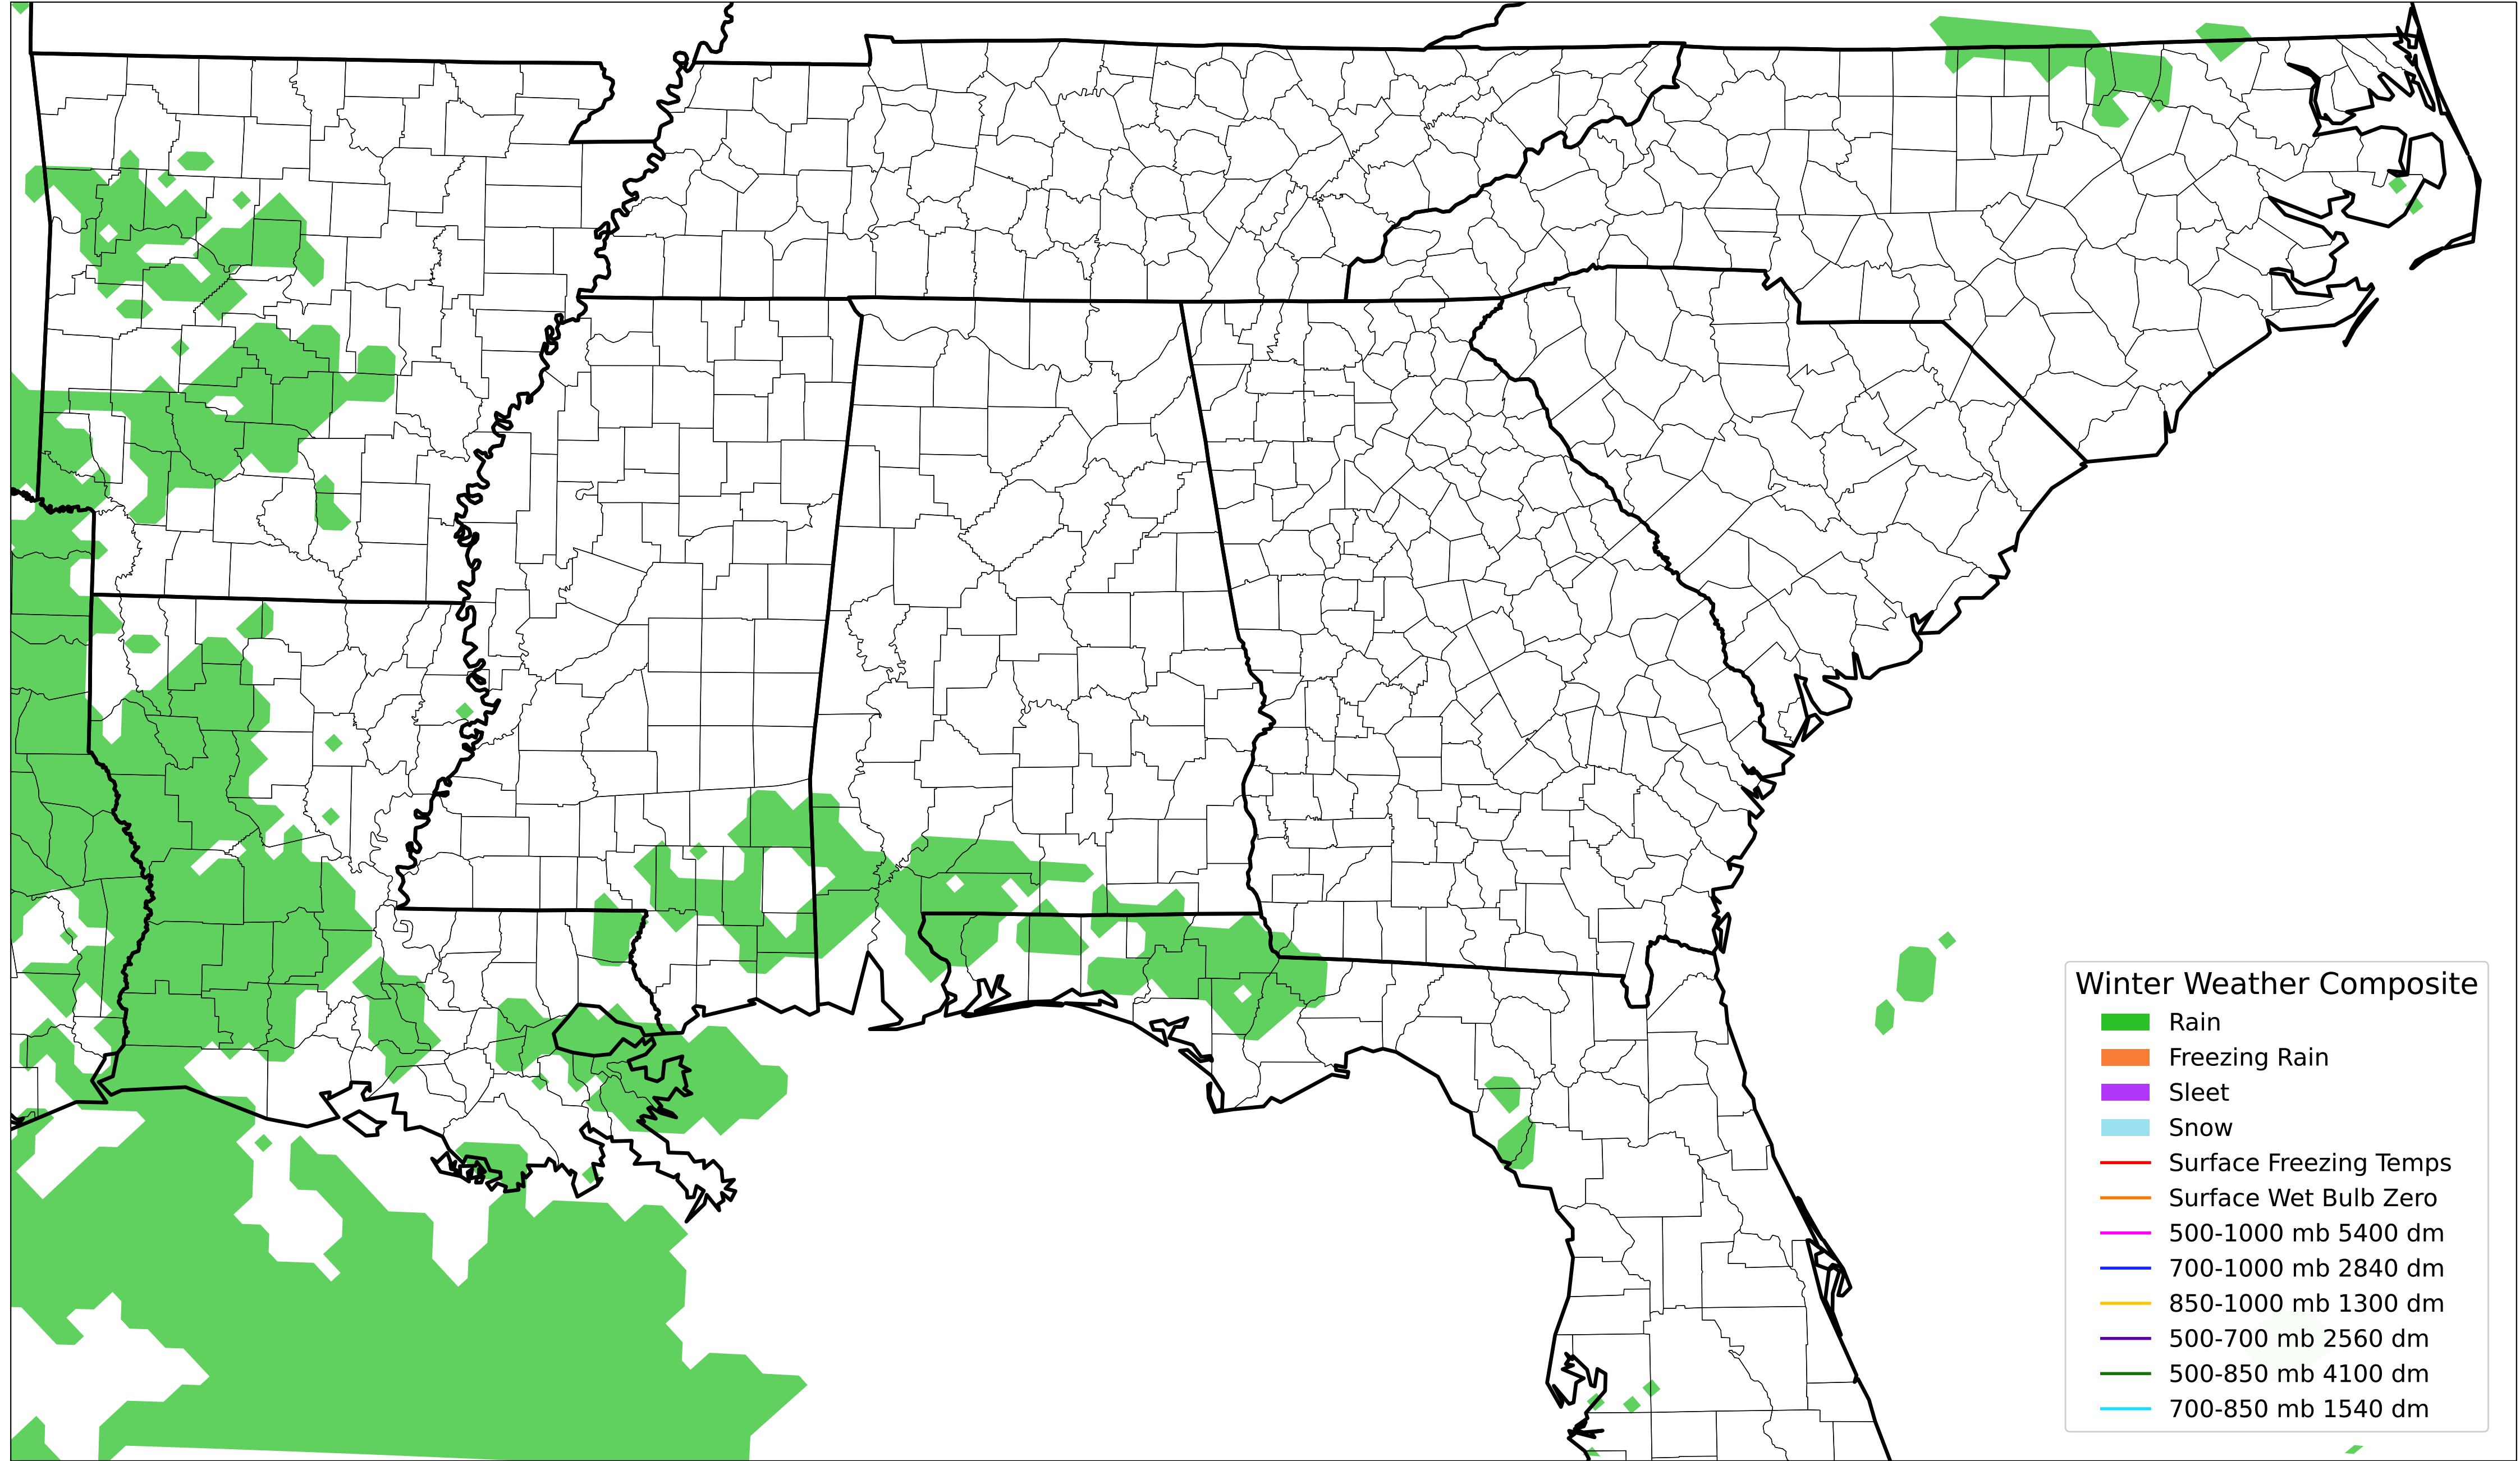 Winter Weather Composite
Rain
Freezing Rain
Sleet
Snow
Surface Freezing Temps
Surface Wet Bulb Zero
500-1000 mb 5400 dm
700-1000 mb 2840 dm
850-1000 mb 1300 dm
500-700 mb 2560 dm
500-850 mb 4100 dm
700-850 mb 1540 dm